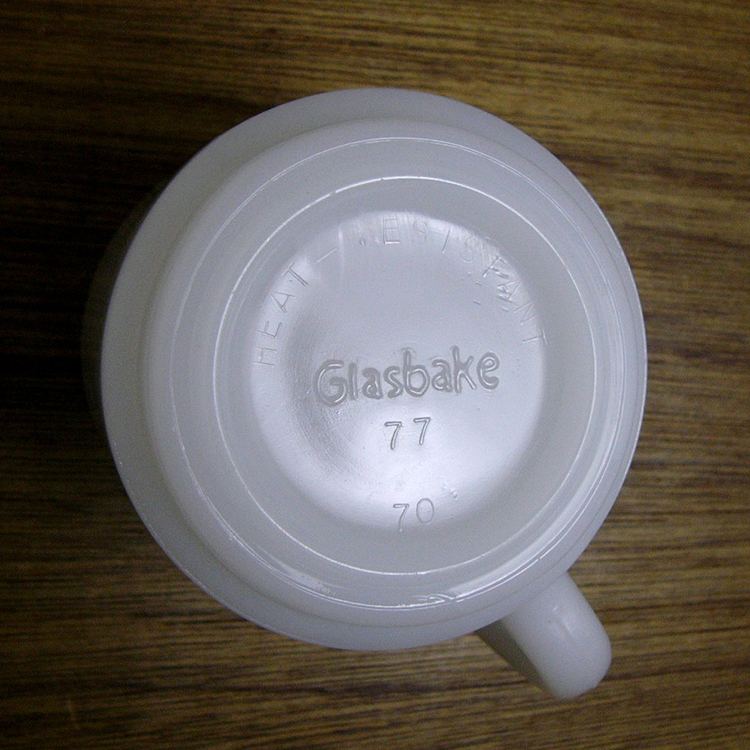 HEAT-RESISTANT
Glasbake
77
70